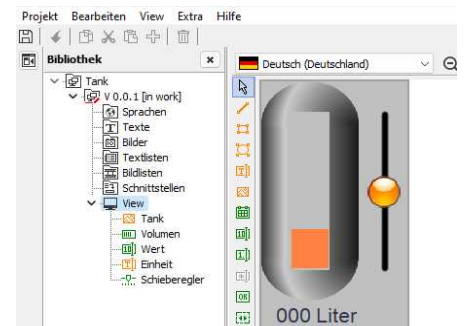 Projekt Bearbeiten View Extra Hilfe
Bibliothek
Deutsch (Deutschland)
Tank
V 0.0.1 [in work]
Sprachen
Texte
Bilder
Textlisten
Bildlisten
Schnittstellen
View
Tank
Volumen
Wert
Einheit
Schieberegler
000 Liter